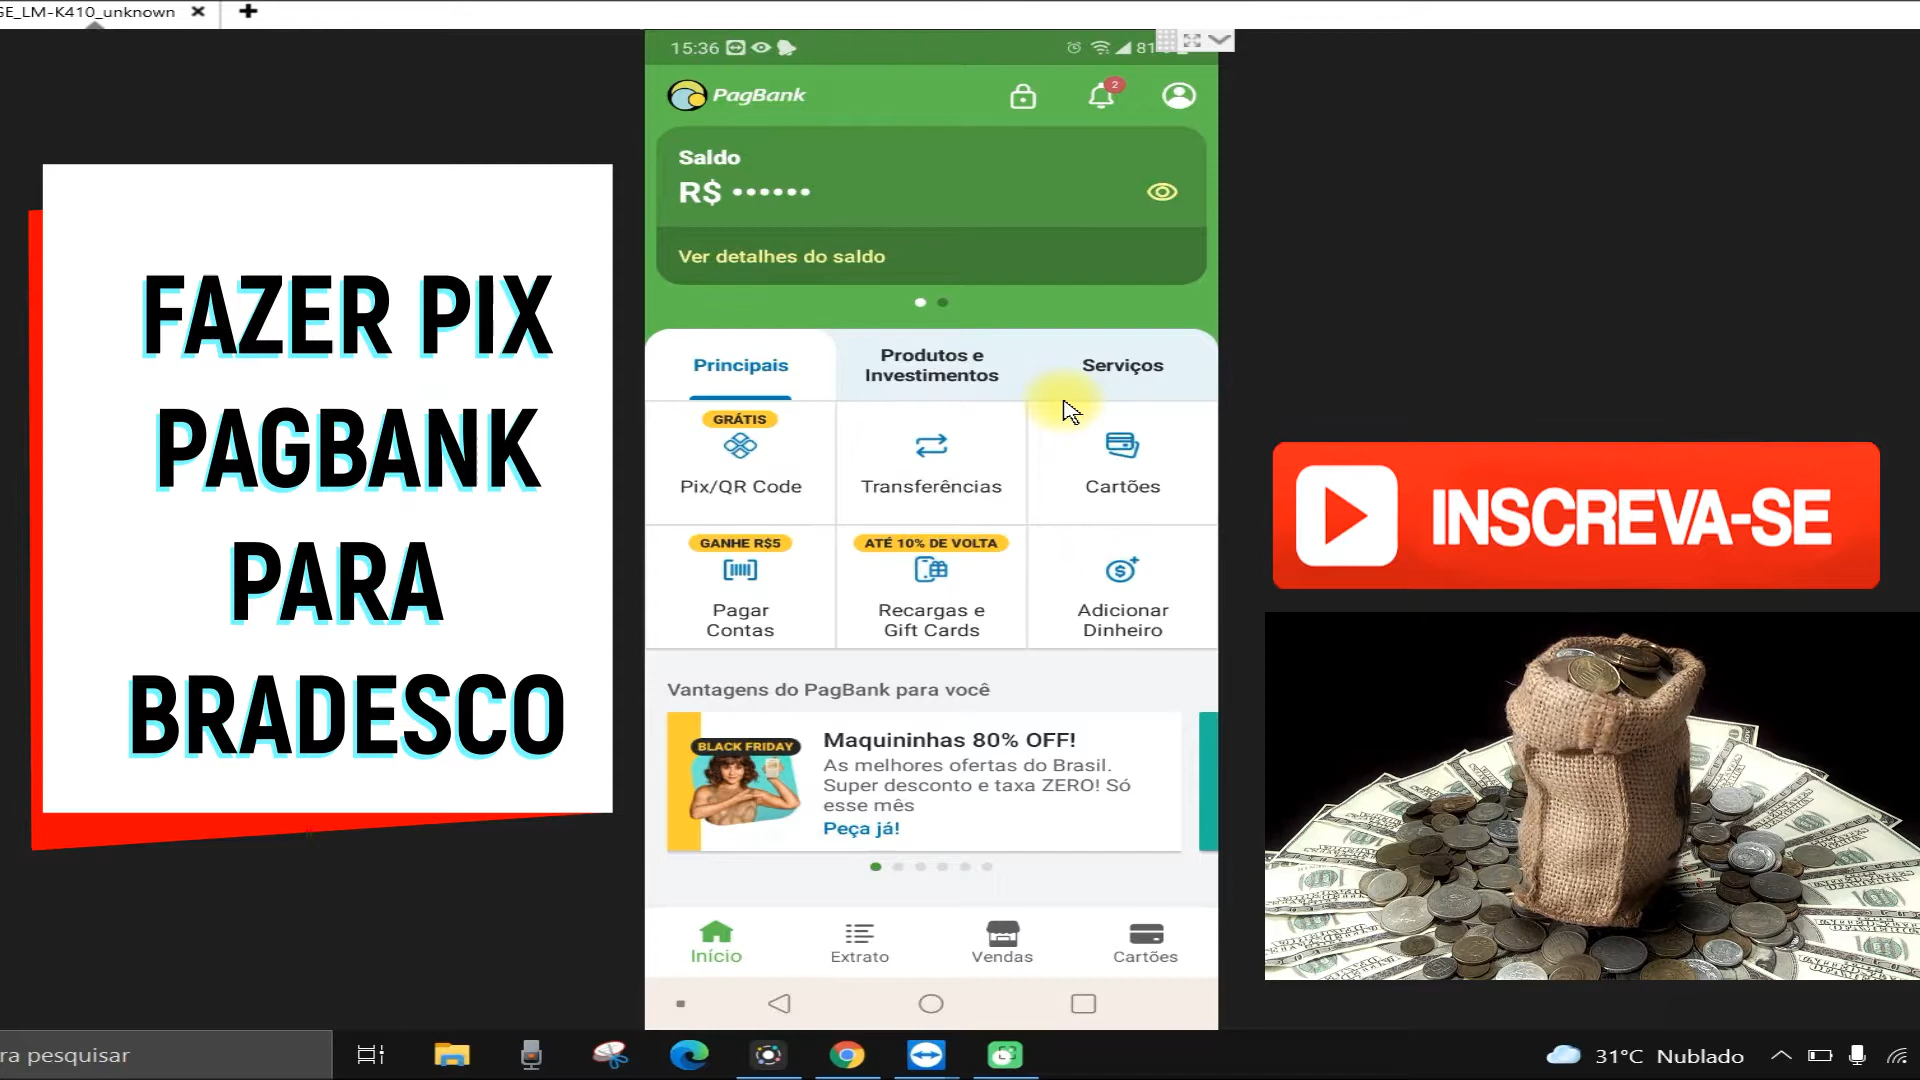 GE_LM-K410_unknown
15:36
81
PagBank
2
Saldo
R$ ••••••
Ver detalhes do saldo
Principais
Produtos e
Investimentos
Serviços
GRÁTIS
Pix/QR Code
Transferências
Cartões
GANHE R$5
Pagar
Contas
ATÉ 10% DE VOLTA
Recargas e
Gift Cards
Adicionar
Dinheiro
Vantagens do PagBank para você
BLACK FRIDAY
Maquininhas 80% OFF!
As melhores ofertas do Brasil.
Super desconto e taxa ZERO! Só
esse mês
Peça já!
Início
Extrato
Vendas
Cartões
FAZER PIX
PAGBANK
PARA
BRADESCO
INSCREVA-SE
ra pesquisar
31°C Nublado